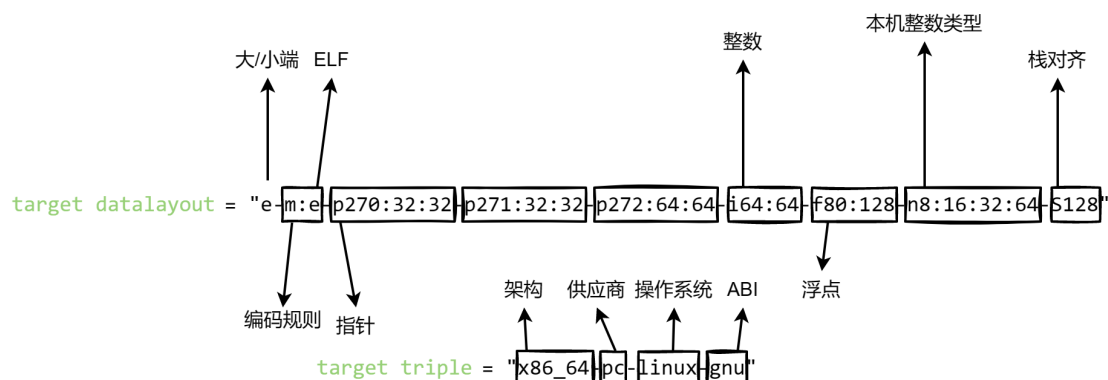 本机整数类型
整数
大/小端 ELF 栈对齐
target datalayout = "e-m:e-p270:32:32-p271:32:32-p272:64:64-i64:64-f80:128-n8:16:32:64-S128"
架构 供应商 操作系统 ABI 浮点
编码规则 指针
target triple = "x86_64-pc-linux-gnu"